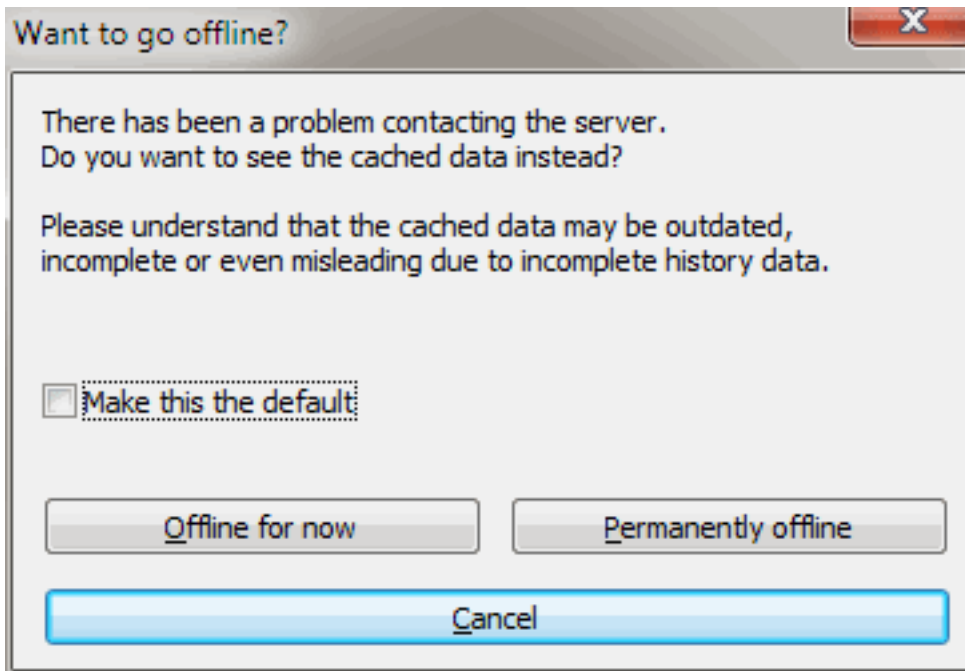 Want to go offline?
There has been a problem contacting the server.
Do you want to see the cached data instead?
Please understand that the cached data may be outdated,
incomplete or even misleading due to incomplete history data.
Make this the default
Offline for now
Permanently offline
Cancel